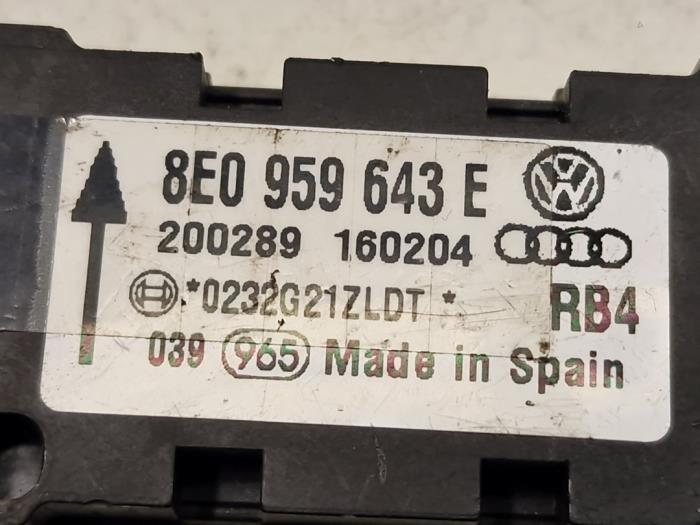 8E0 959 643 E
200289 160204
*0232G21ZLDT * RB4
039 965 Made in Spain